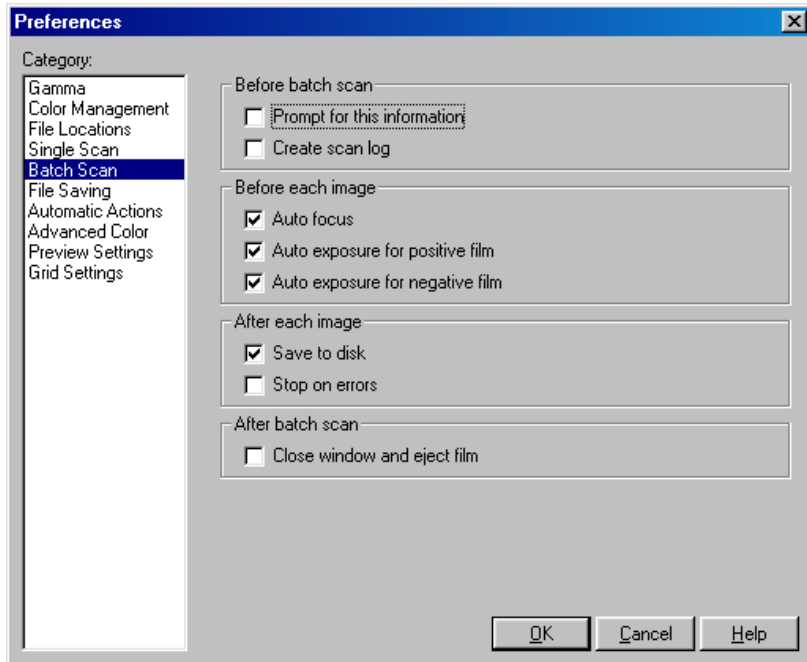 Preferences
Category:
Gamma
Color Management
File Locations
Single Scan
Batch Scan
File Saving
Automatic Actions
Advanced Color
Preview Settings
Grid Settings
Before batch scan
Prompt for this information
Create scan log
Before each image
Auto focus
Auto exposure for positive film
Auto exposure for negative film
After each image
Save to disk
Stop on errors
After batch scan
Close window and eject film
OK
Cancel
Help